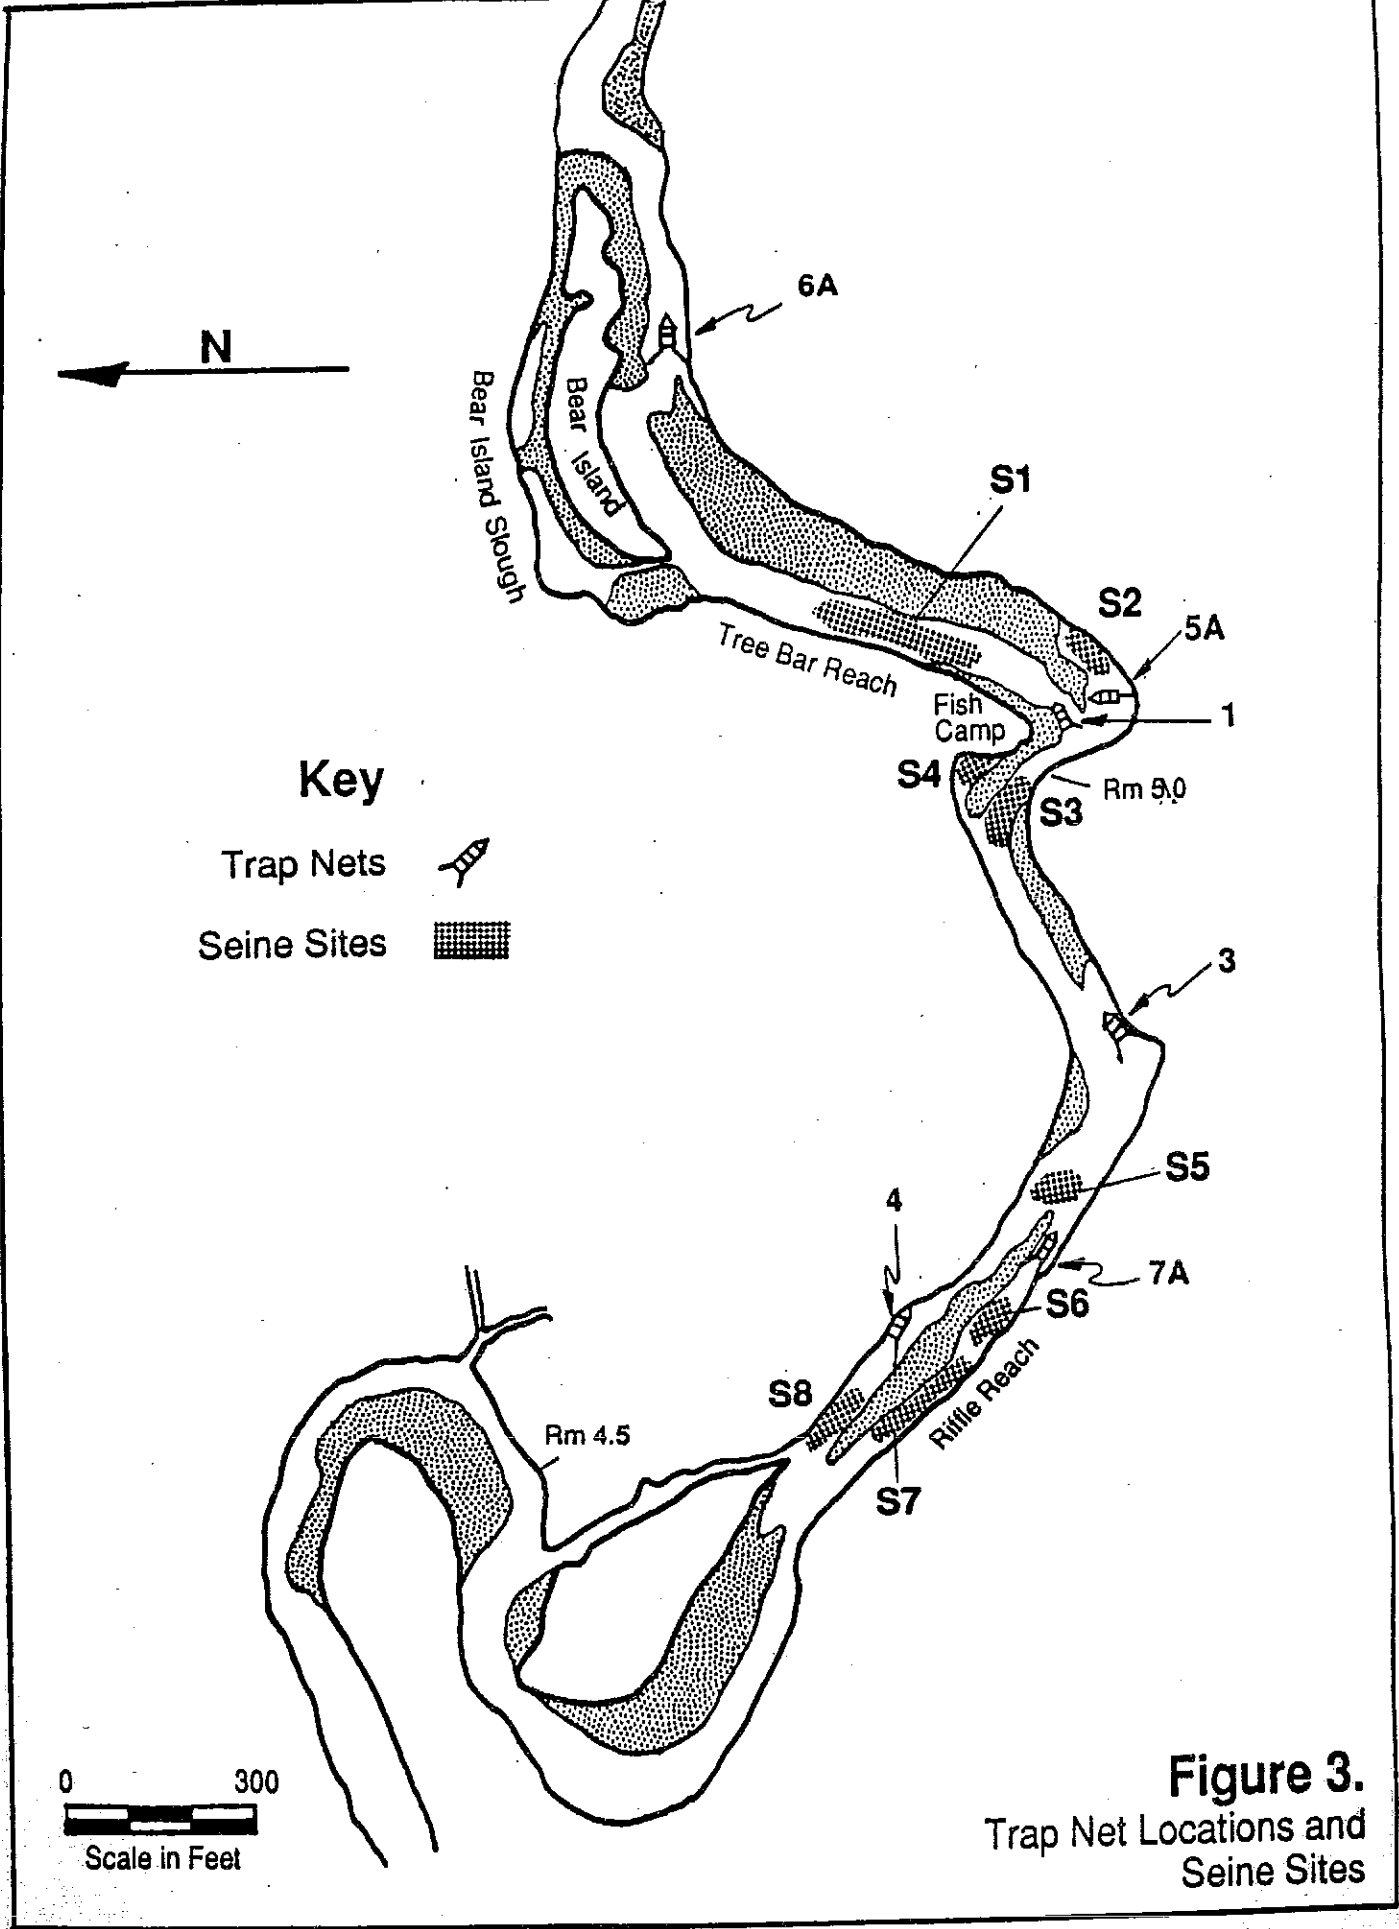 6A
N
Bear Island Slough
Bear Island
S1
S2
5A
Tree Bar Reach
Fish
Camp
1
S4
Key
Rm
S3
Trap Nets
Seine Sites
3
S5
4
7A
S6
S8
Riffle Reach
Rm 4.5
S7
0 300
Scale in Feet
Figure 3.
Trap Net Locations and
Seine Sites